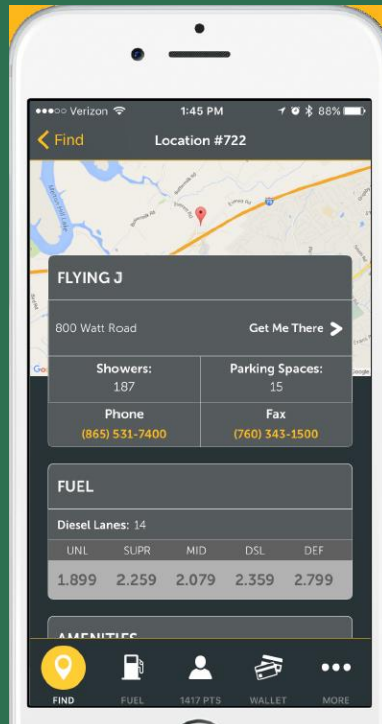 Verizon 1:45 PM 88%
Find Location #722
FLYING J
800 Watt Road Get Me There
Showers: Parking Spaces:
187 15
Phone Fax
(865) 531-7400 (760) 343-1500
FUEL
Diesel Lanes: 14
UNL SUPR MID DSL DEF
1.899 2.259 2.079 2.359 2.799
AMENITIES
FIND FUEL 1417 PTS WALLET MORE